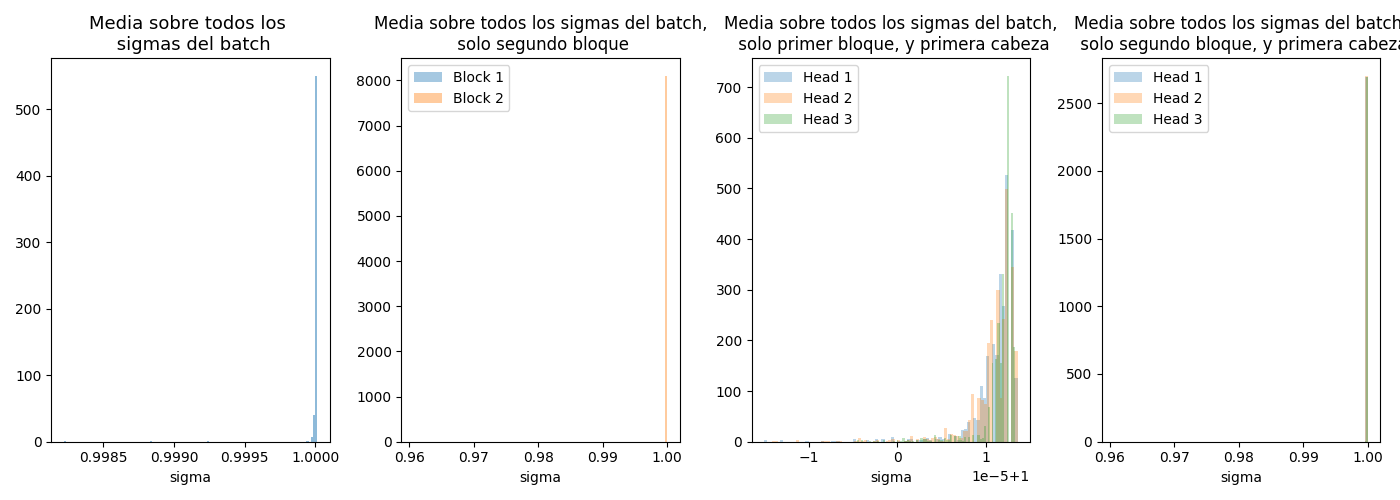 Media sobre todos los
sigmas del batch
500
400
300
200
100
0
0.9985
0.9990
0.9995
1.0000
sigma
Media sobre todos los sigmas del batch,
solo segundo bloque
Block 1
Block 2
8000
7000
6000
5000
4000
3000
2000
1000
0
0.96
0.97
0.98
0.99
1.00
sigma
Media sobre todos los sigmas del batch,
solo primer bloque, y primera cabeza
Head 1
Head 2
Head 3
700
600
500
400
300
200
100
0
−1
0
1
1e−5+1
sigma
Media sobre todos los sigmas del batch
solo segundo bloque, y primera cabeza
Head 1
Head 2
Head 3
2500
2000
1500
1000
500
0
0.96
0.97
0.98
0.99
1.00
sigma